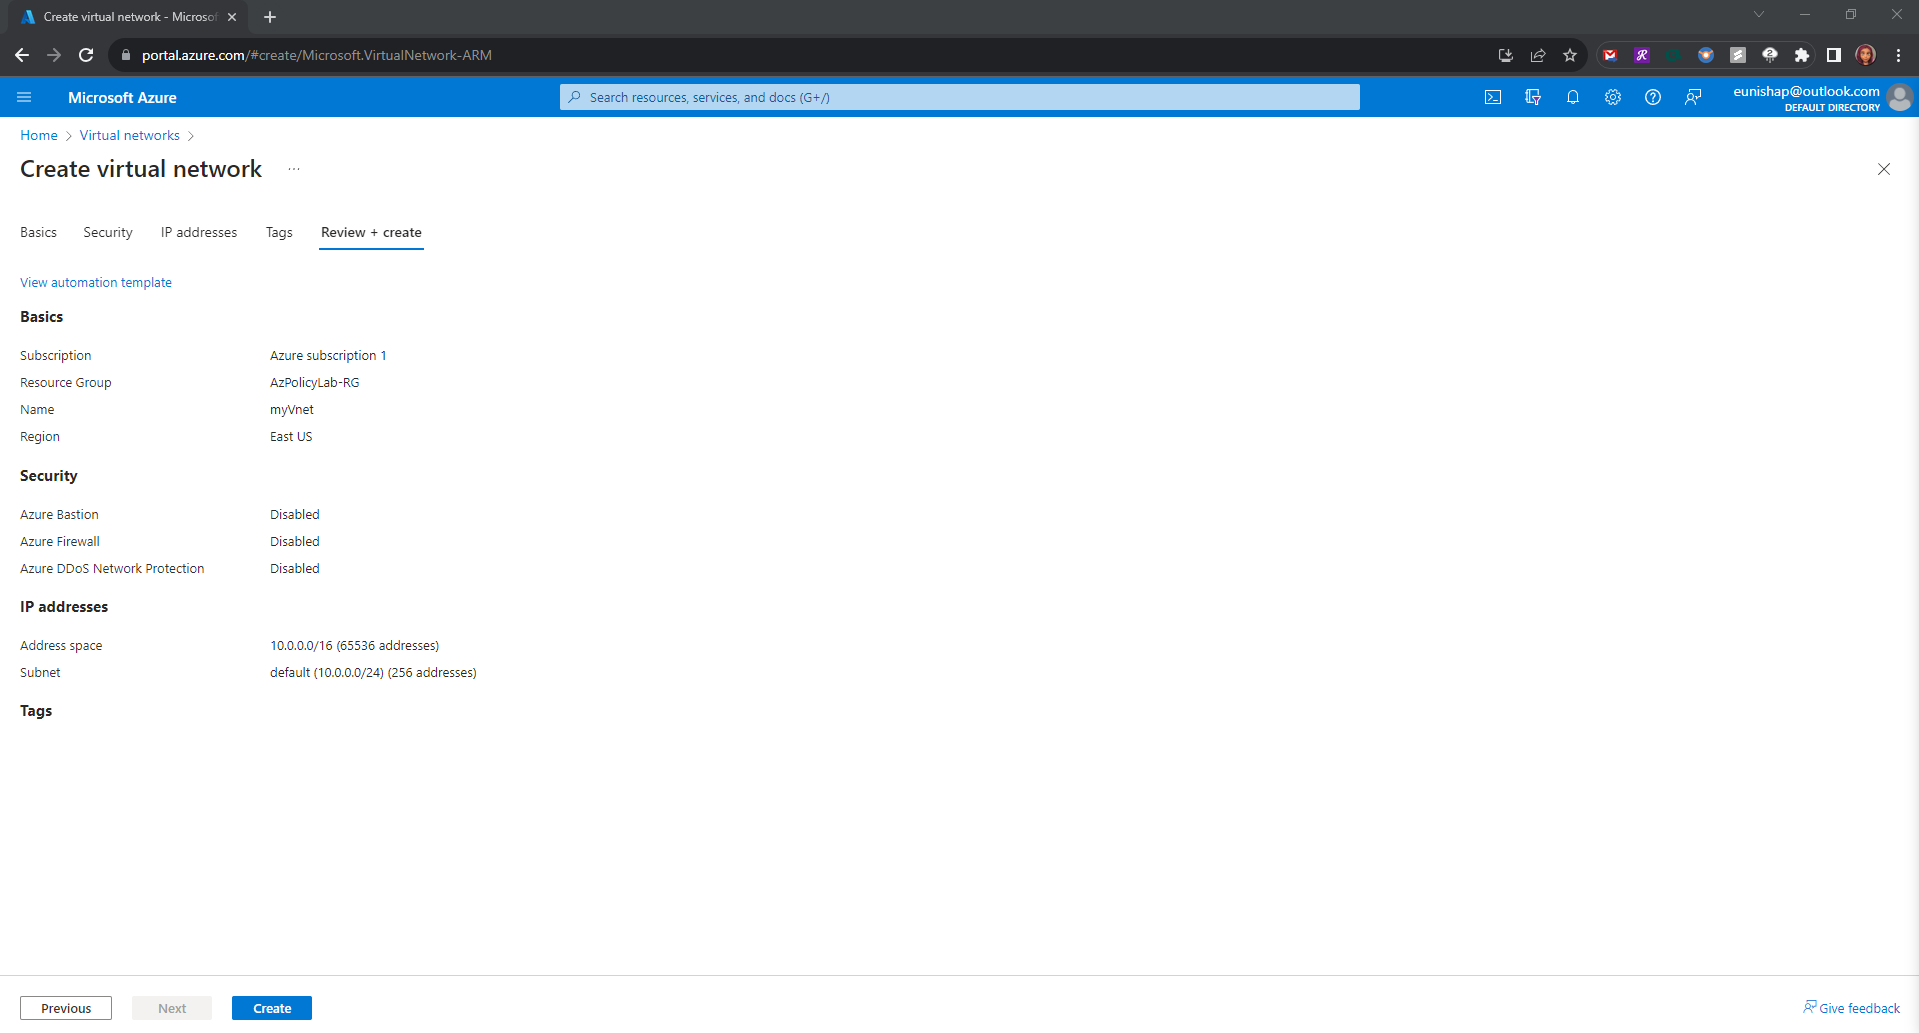 Create virtual network - Microsof
portal.azure.com/#create/Microsoft.VirtualNetwork-ARM
Microsoft Azure
Search resources, services, and docs (G+/)
eunishap@outlook.com
DEFAULT DIRECTORY
Home > Virtual networks >
Create virtual network ...
Basics Security IP addresses Tags Review + create
View automation template
Basics
Subscription Azure subscription 1
Resource Group AzPolicyLab-RG
Name myVnet
Region East US
Security
Azure Bastion Disabled
Azure Firewall Disabled
Azure DDoS Network Protection Disabled
IP addresses
Address space 10.0.0.0/16 (65536 addresses)
Subnet default (10.0.0.0/24) (256 addresses)
Tags
Previous Next Create Give feedback